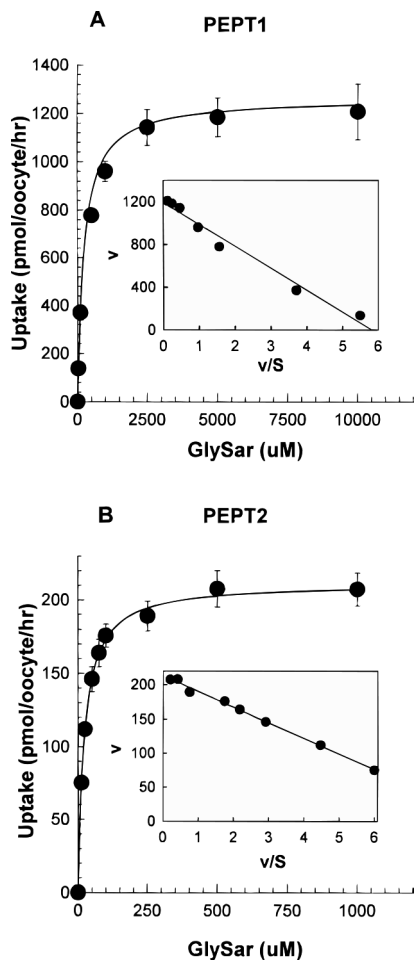 A PEPT1
1400
1200
1000
800
600
400
200
0
Uptake (pmol/oocyte/hr)
1200
800
400
0
v
0 1 2 3 4 5 6
v/S
0 2500 5000 7500 10000
GlySar (uM)
B PEPT2
200
150
100
50
0
Uptake (pmol/oocyte/hr)
200
150
100
50
0
v
0 1 2 3 4 5 6
v/S
0 250 500 750 1000
GlySar (uM)